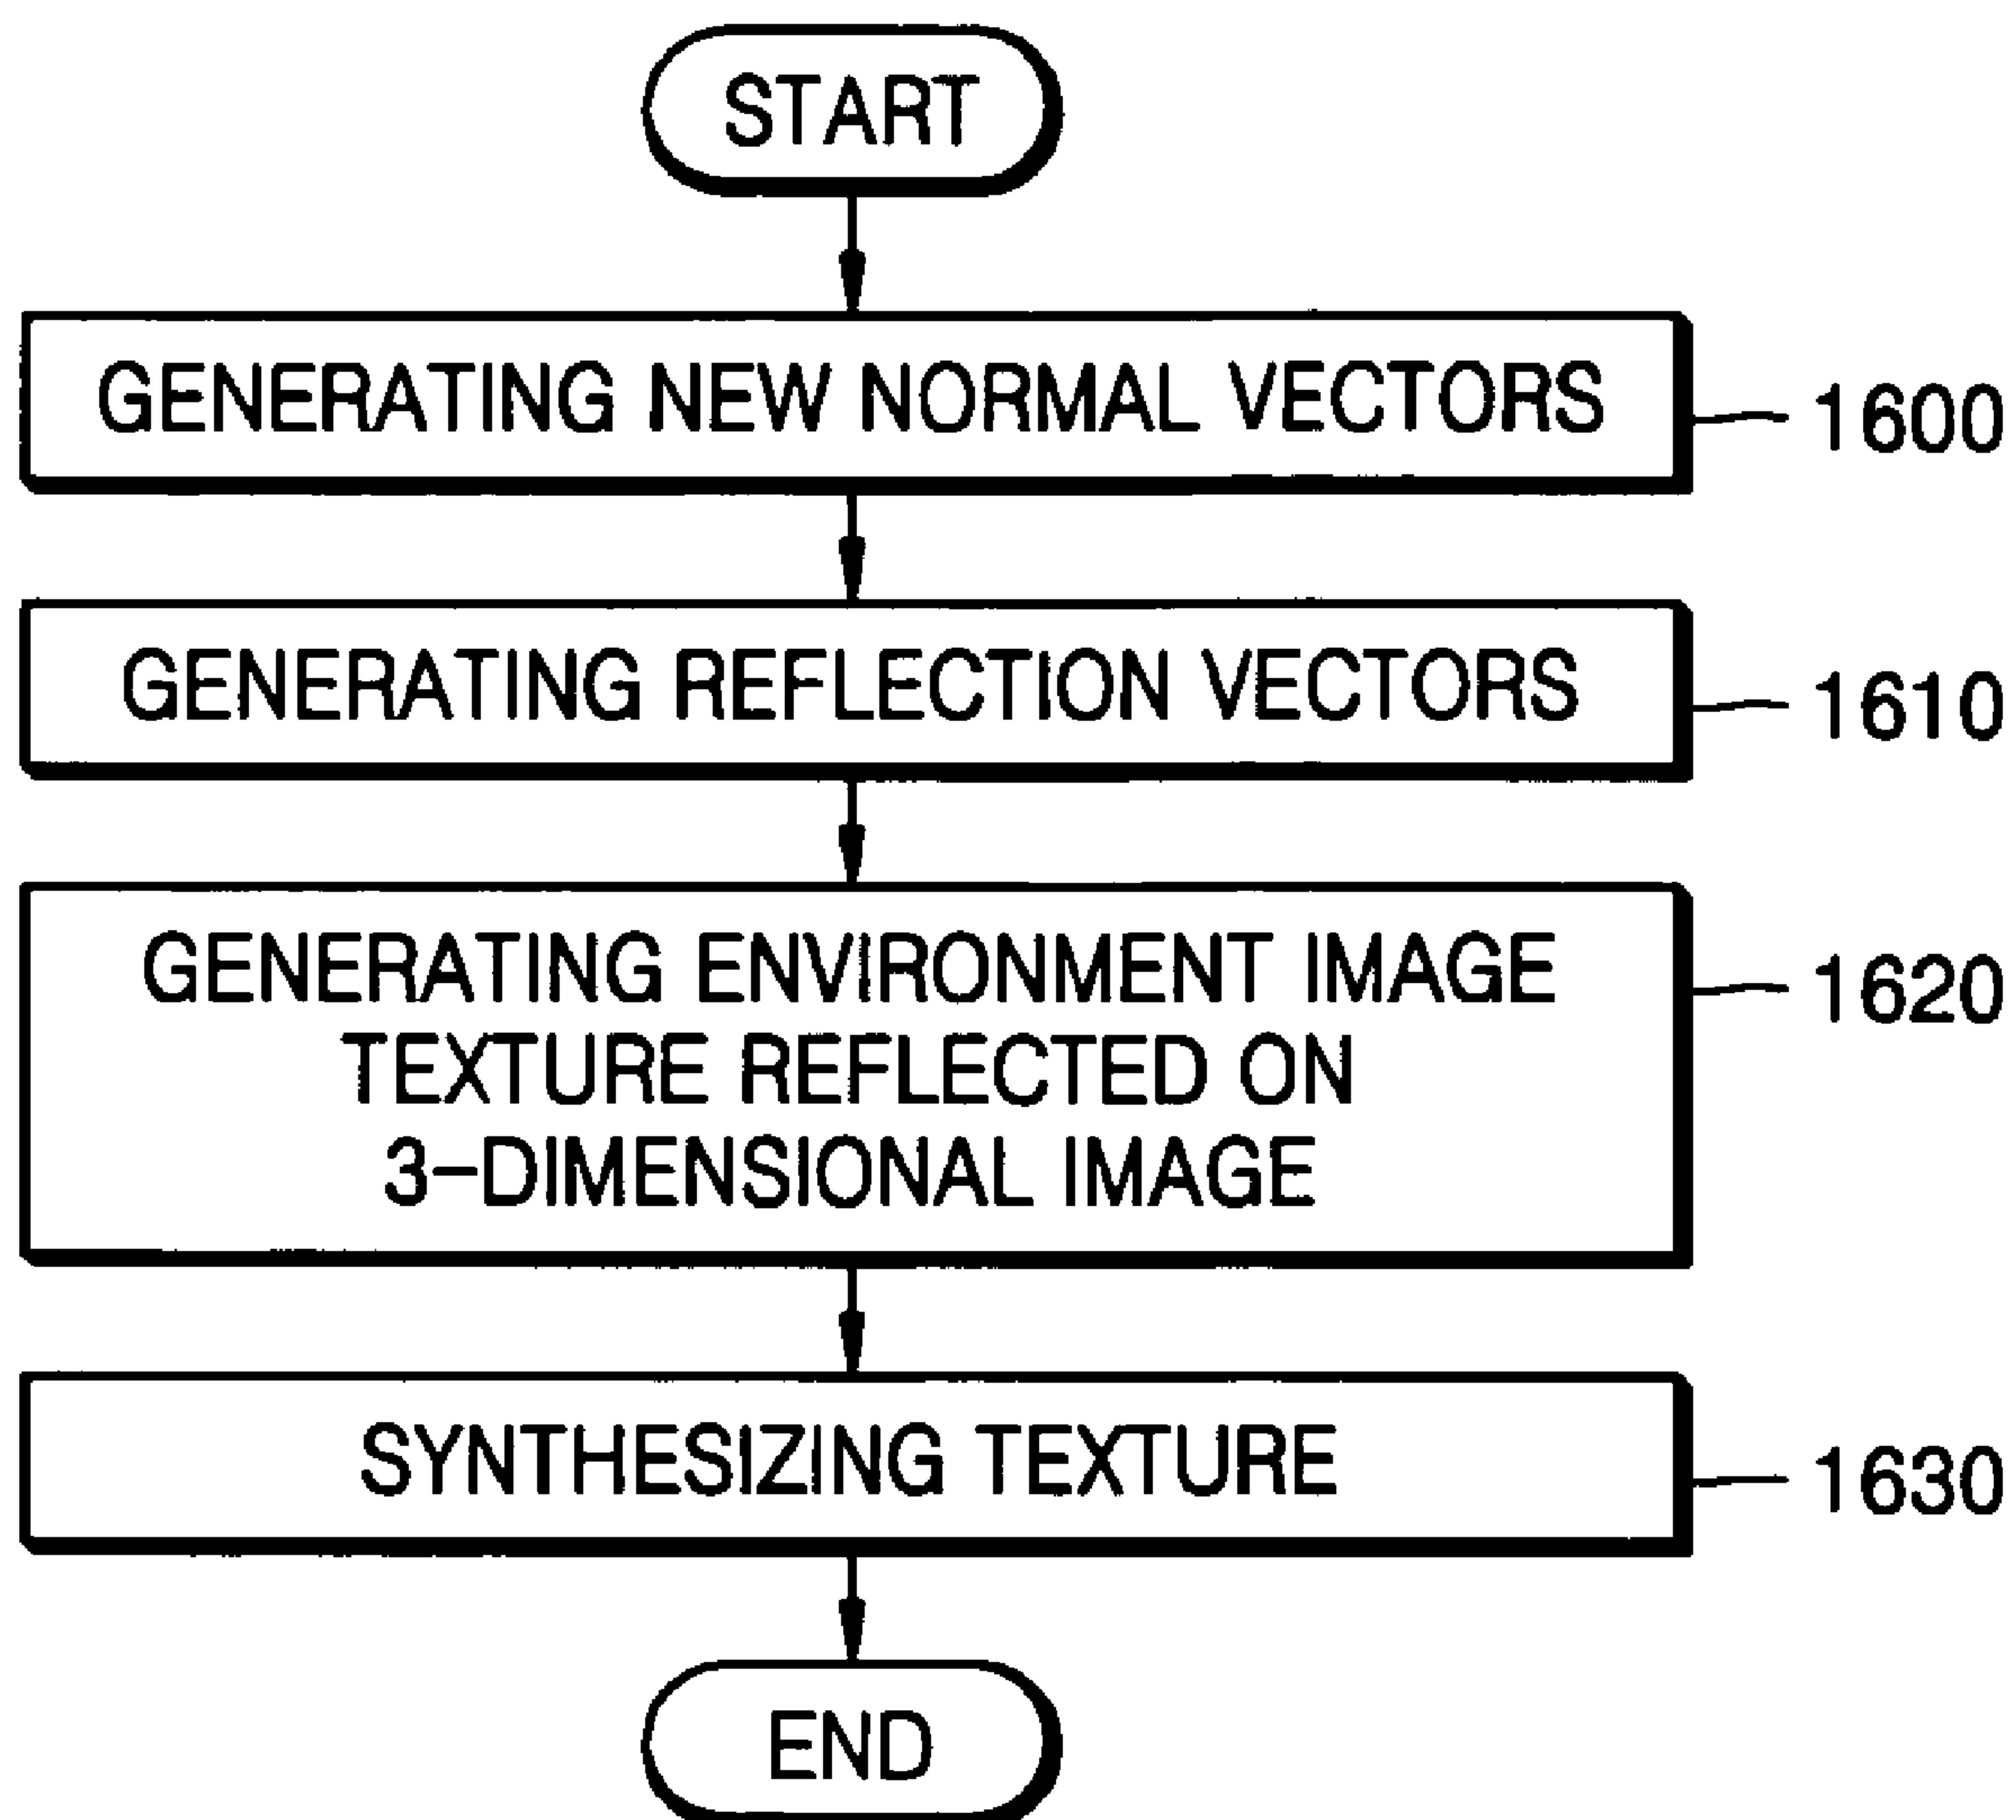 START
GENERATING NEW NORMAL VECTORS
1600
GENERATING REFLECTION VECTORS
1610
GENERATING ENVIRONMENT IMAGE
1620
TEXTURE REFLECTED ON
3-DIMENSIONAL IMAGE
SYNTHESIZING TEXTURE
1630
END